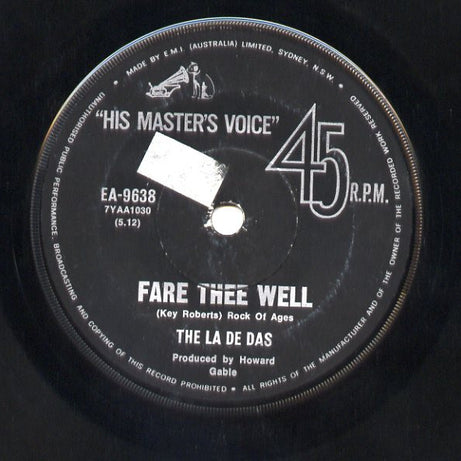 MADE BY E.M.I. (AUSTRALIA) LIMITED, SYDNEY, N.S.W.
"HIS MASTER'S VOICE"
45
R.P.M.
EA-9638
7YAA1030
(5.12)
FARE THEE WELL
(Key Roberts) Rock Of Ages
THE LA DE DAS
Produced by Howard
Gable
UNAUTHORISED PUBLIC PERFORMANCE, BROADCASTING AND COPYING OF THIS RECORD PROHIBITED • ALL RIGHTS OF THE MANUFACTURER AND OF THE OWNER OF THE RECORDED WORK RESERVED